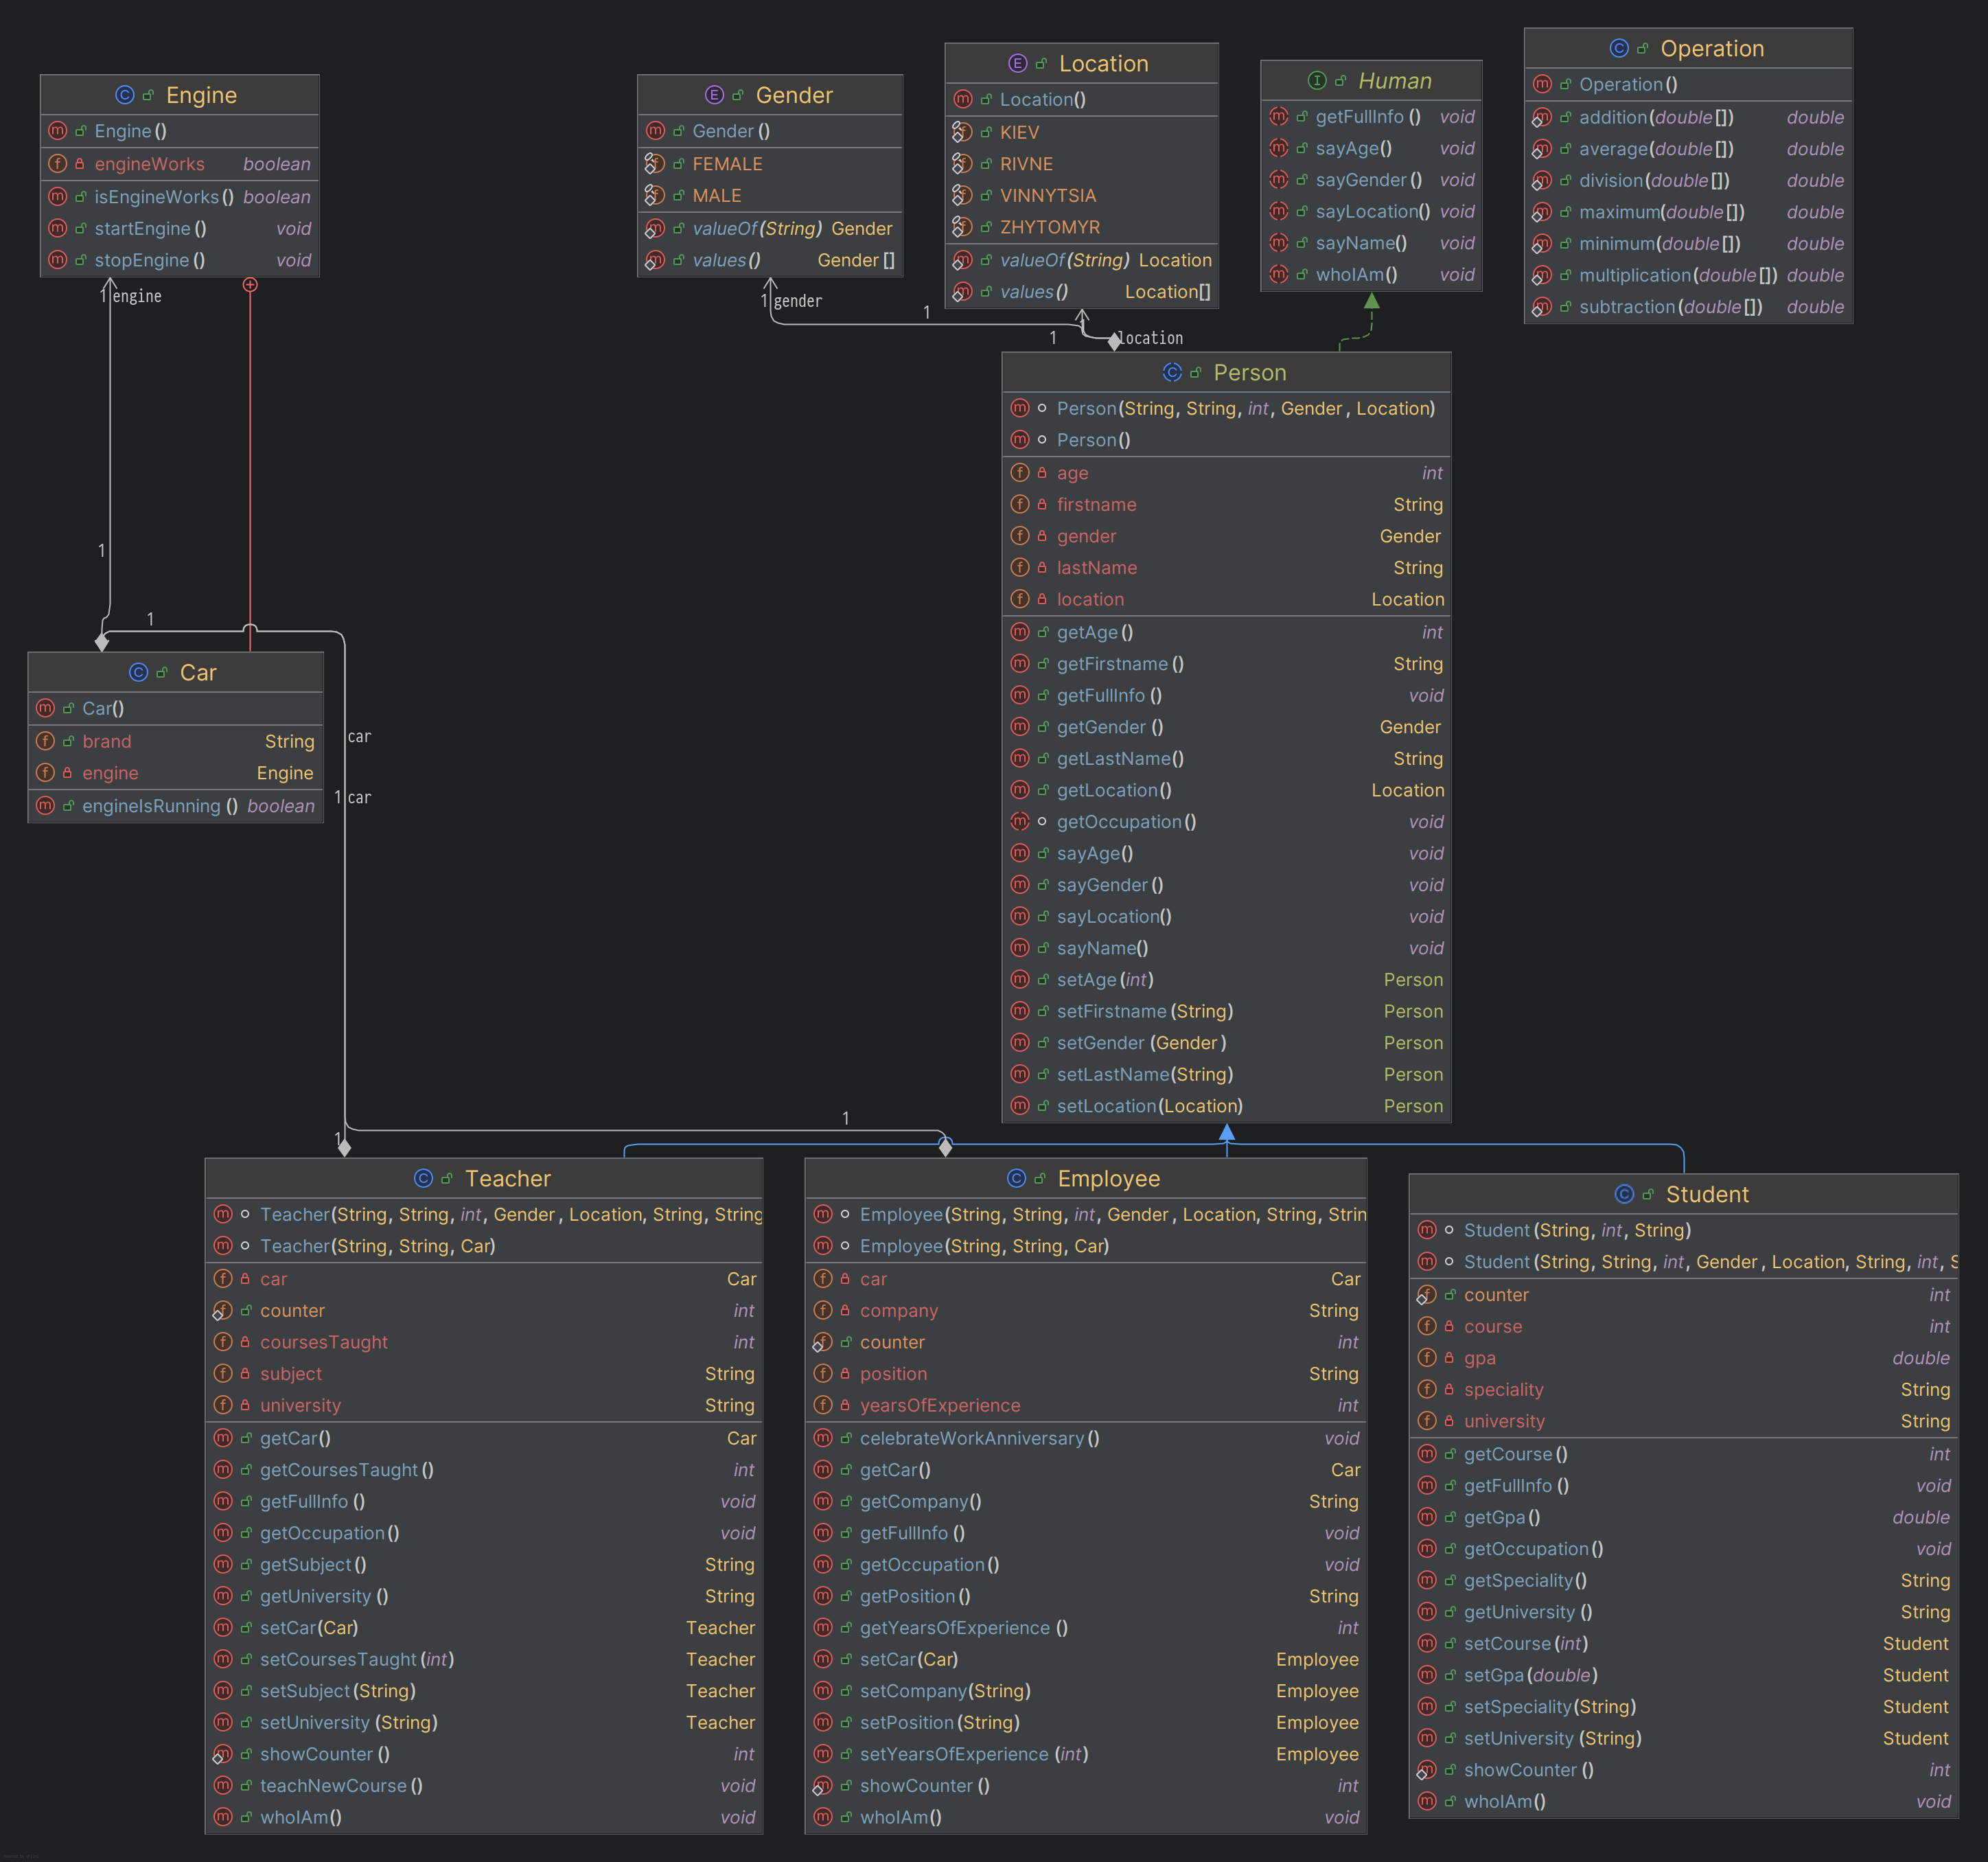 Engine
Engine()
engineWorks boolean
isEngineWorks() boolean
startEngine() void
stopEngine() void
Gender
Gender()
FEMALE
MALE
valueOf(String) Gender
values() Gender[]
Location
Location()
KIEV
RIVNE
VINNYTSIA
ZHYTOMYR
valueOf(String) Location
values() Location[]
Human
getFullInfo() void
sayAge() void
sayGender() void
sayLocation() void
sayName() void
whoIAm() void
Operation
Operation()
addition(double[]) double
average(double[]) double
division(double[]) double
maximum(double[]) double
minimum(double[]) double
multiplication(double[]) double
subtraction(double[]) double
1 engine
1
1 gender
1
1
1
location
Person
Person(String, String, int, Gender, Location)
Person()
age int
firstname String
gender Gender
lastName String
location Location
getAge() int
getFirstname() String
getFullInfo() void
getGender() Gender
getLastName() String
getLocation() Location
getOccupation() void
sayAge() void
sayGender() void
sayLocation() void
sayName() void
setAge(int) Person
setFirstname(String) Person
setGender(Gender) Person
setLastName(String) Person
setLocation(Location) Person
1
Car
Car()
brand String
engine Engine
engineIsRunning() boolean
car
1 car
1
1
Teacher
Teacher(String, String, int, Gender, Location, String, String
Teacher(String, String, Car)
car Car
counter int
coursesTaught int
subject String
university String
getCar() Car
getCoursesTaught() int
getFullInfo() void
getOccupation() void
getSubject() String
getUniversity() String
setCar(Car) Teacher
setCoursesTaught(int) Teacher
setSubject(String) Teacher
setUniversity(String) Teacher
showCounter() int
teachNewCourse() void
whoIAm() void
Employee
Employee(String, String, int, Gender, Location, String, Strin
Employee(String, String, Car)
car Car
company String
counter int
position String
yearsOfExperience int
celebrateWorkAnniversary() void
getCar() Car
getCompany() String
getFullInfo() void
getOccupation() void
getPosition() String
getYearsOfExperience() int
setCar(Car) Employee
setCompany(String) Employee
setPosition(String) Employee
setYearsOfExperience(int) Employee
showCounter() int
whoIAm() void
Student
Student(String, int, String)
Student(String, String, int, Gender, Location, String, int, S
counter int
course int
gpa double
speciality String
university String
getCourse() int
getFullInfo() void
getGpa() double
getOccupation() void
getSpeciality() String
getUniversity() String
setCourse(int) Student
setGpa(double) Student
setSpeciality(String) Student
setUniversity(String) Student
showCounter() int
whoIAm() void